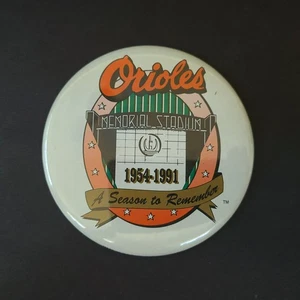 Orioles
MEMORIAL STADIUM
1954-1991
A Season to Remember
TM